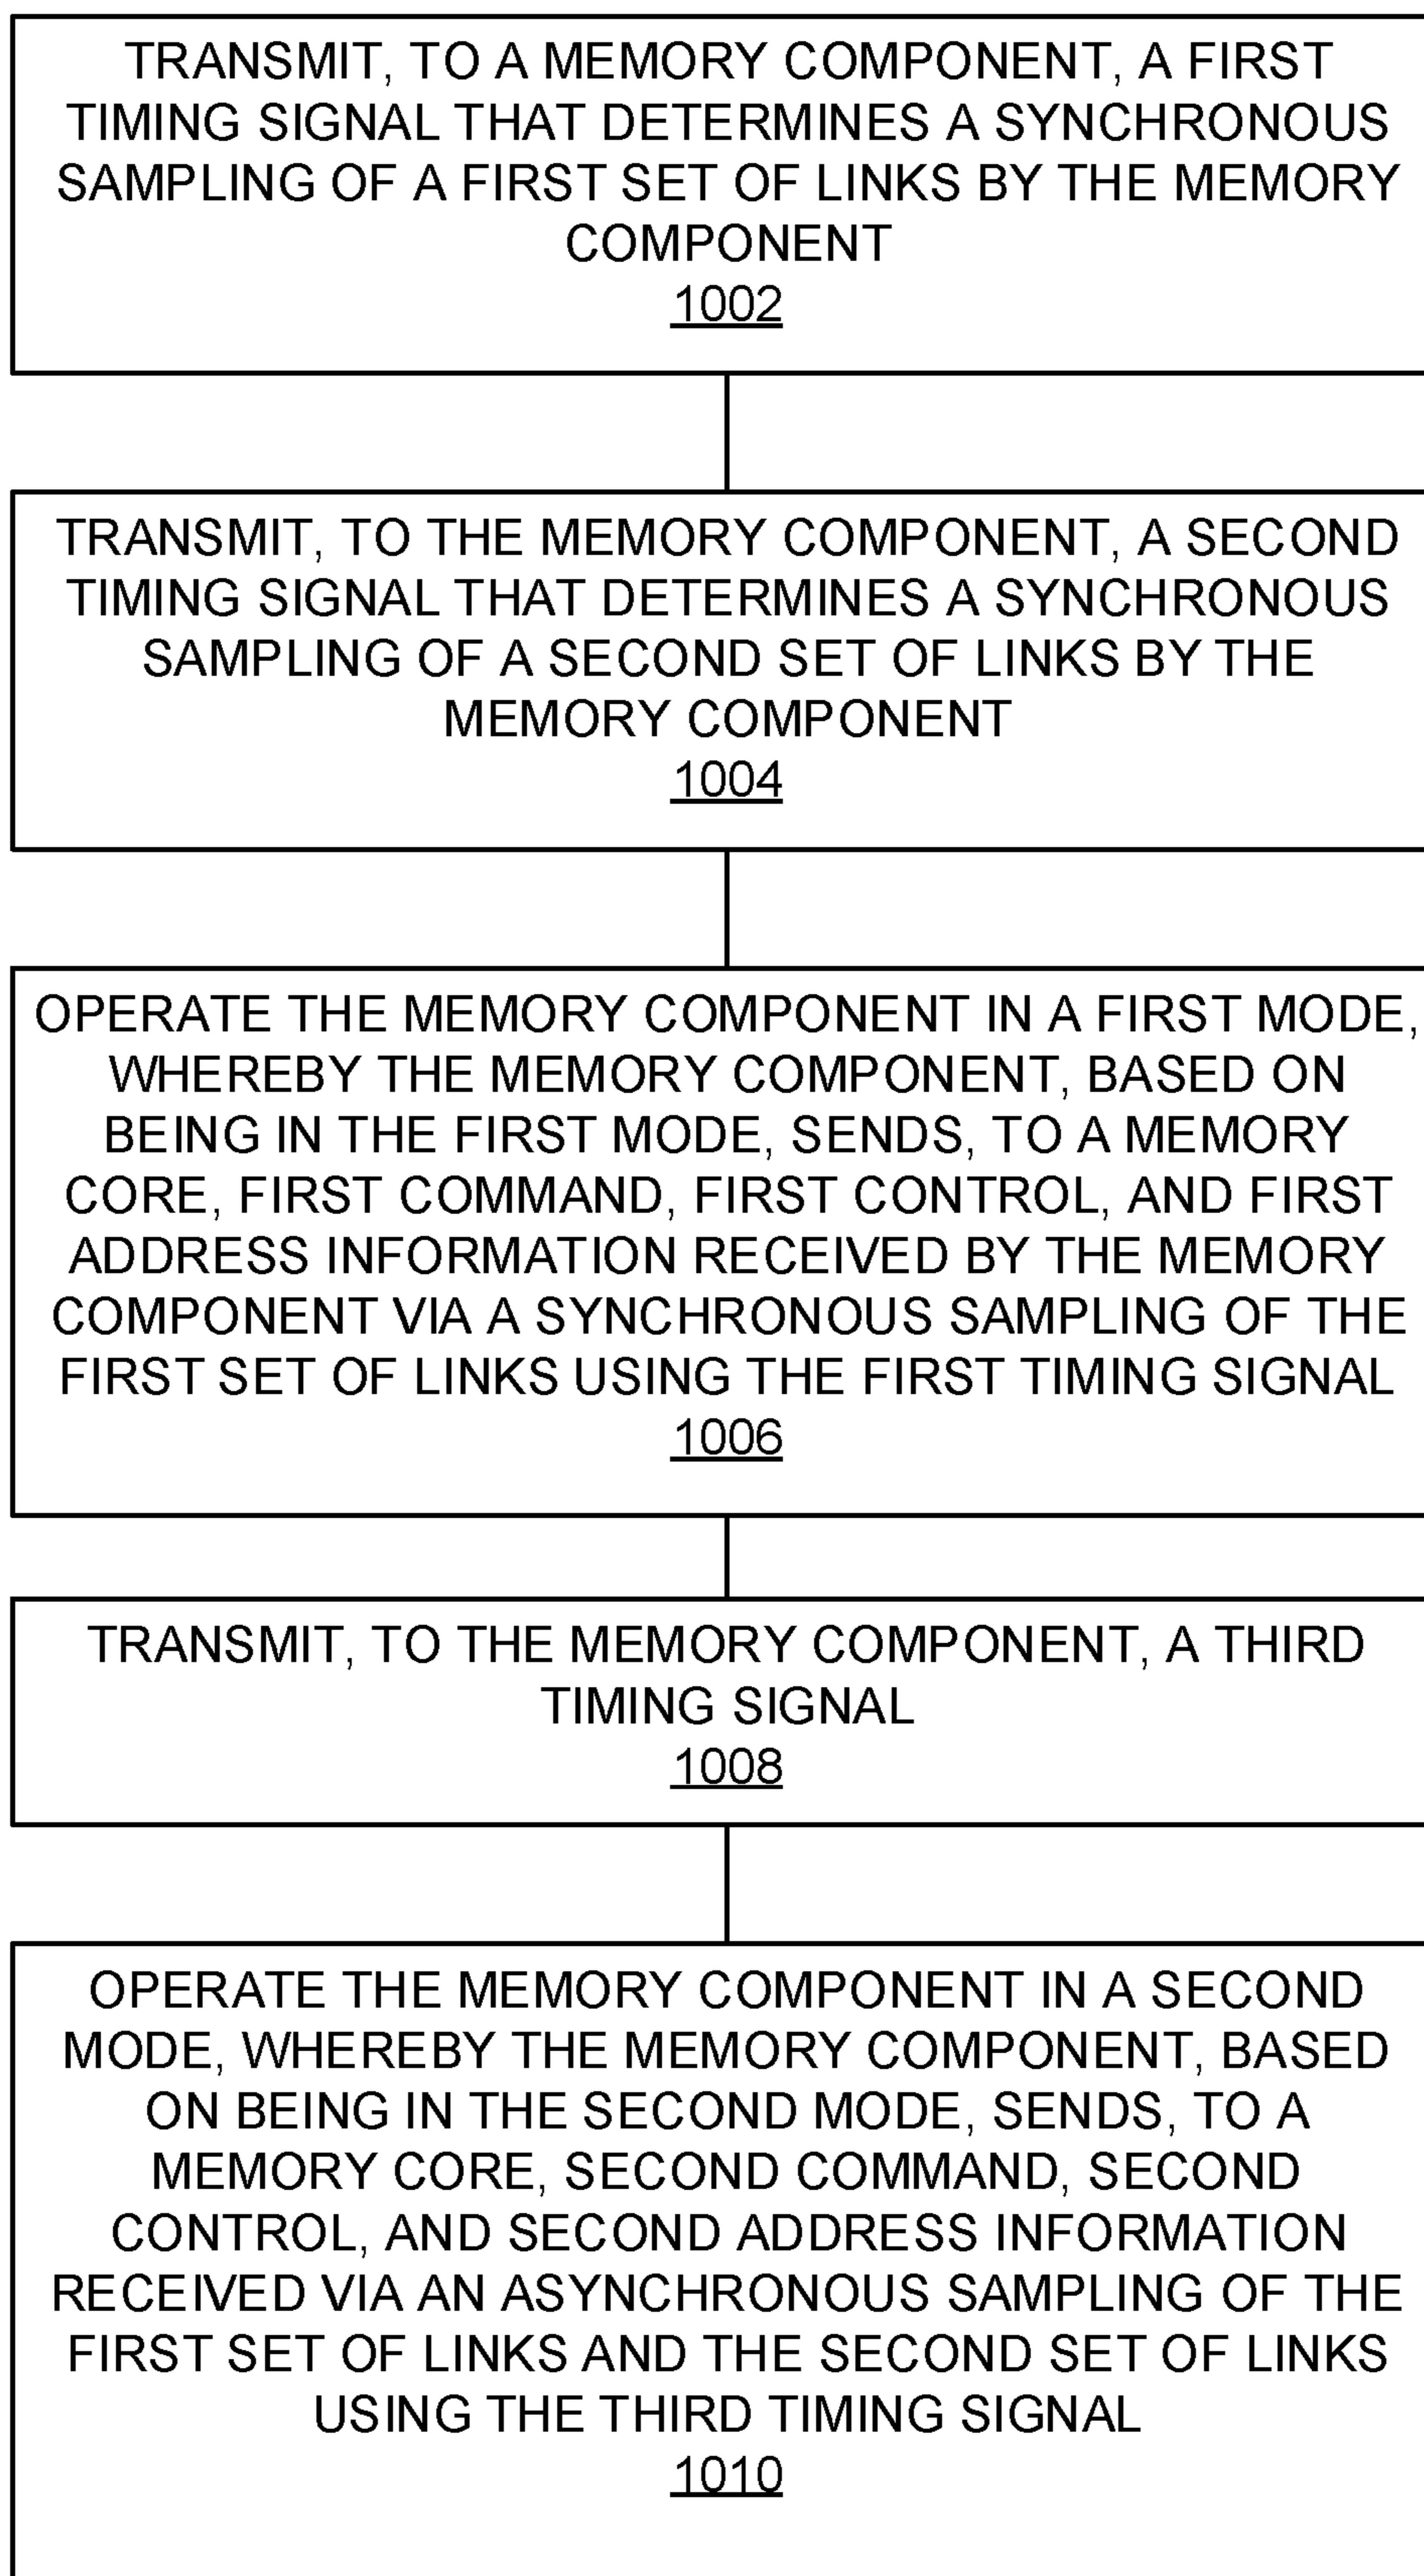 TRANSMIT, TO A MEMORY COMPONENT, A FIRST
TIMING SIGNAL THAT DETERMINES A SYNCHRONOUS
SAMPLING OF A FIRST SET OF LINKS BY THE MEMORY
COMPONENT
1002
TRANSMIT, TO THE MEMORY COMPONENT, A SECOND
TIMING SIGNAL THAT DETERMINES A SYNCHRONOUS
SAMPLING OF A SECOND SET OF LINKS BY THE
MEMORY COMPONENT
1004
OPERATE THE MEMORY COMPONENT IN A FIRST MODE,
WHEREBY THE MEMORY COMPONENT, BASED ON
BEING IN THE FIRST MODE, SENDS, TO A MEMORY
CORE, FIRST COMMAND, FIRST CONTROL, AND FIRST
ADDRESS INFORMATION RECEIVED BY THE MEMORY
COMPONENT VIA A SYNCHRONOUS SAMPLING OF THE
FIRST SET OF LINKS USING THE FIRST TIMING SIGNAL
1006
TRANSMIT, TO THE MEMORY COMPONENT, A THIRD
TIMING SIGNAL
1008
OPERATE THE MEMORY COMPONENT IN A SECOND
MODE, WHEREBY THE MEMORY COMPONENT, BASED
ON BEING IN THE SECOND MODE, SENDS, TO A
MEMORY CORE, SECOND COMMAND, SECOND
CONTROL, AND SECOND ADDRESS INFORMATION
RECEIVED VIA AN ASYNCHRONOUS SAMPLING OF THE
FIRST SET OF LINKS AND THE SECOND SET OF LINKS
USING THE THIRD TIMING SIGNAL
1010